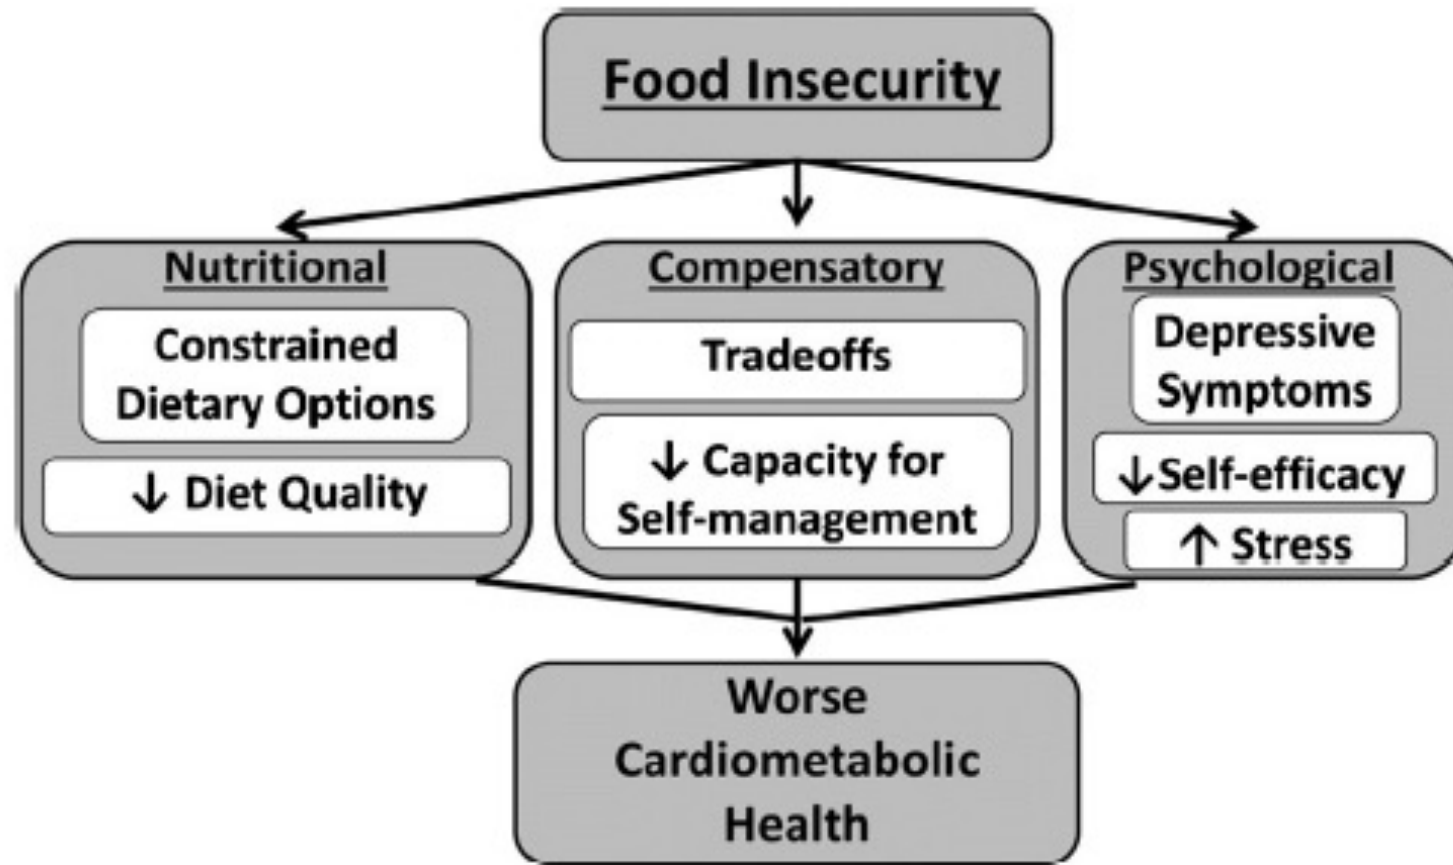 Food Insecurity
Nutritional
Constrained
Dietary Options
↓ Diet Quality
Compensatory
Tradeoffs
↓ Capacity for
Self-management
Psychological
Depressive
Symptoms
↓Self-efficacy
↑ Stress
Worse
Cardiometabolic
Health